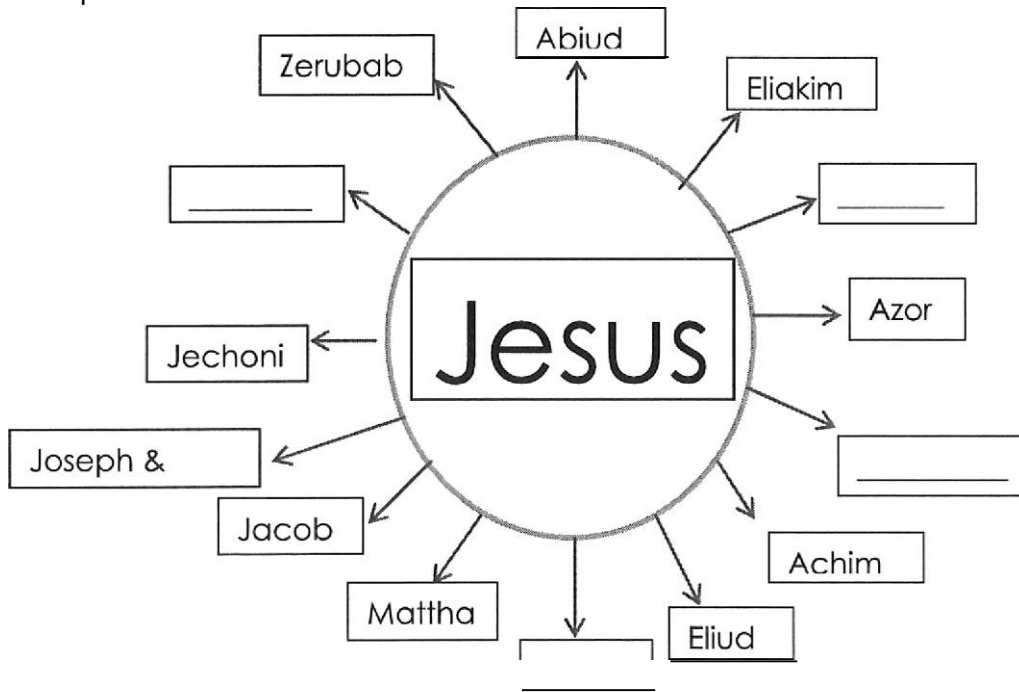 Abiud
Zerubab
Eliakim
Azor
Jesus
Jechoni
Joseph &
Jacob
Achim
Mattha
Eliud